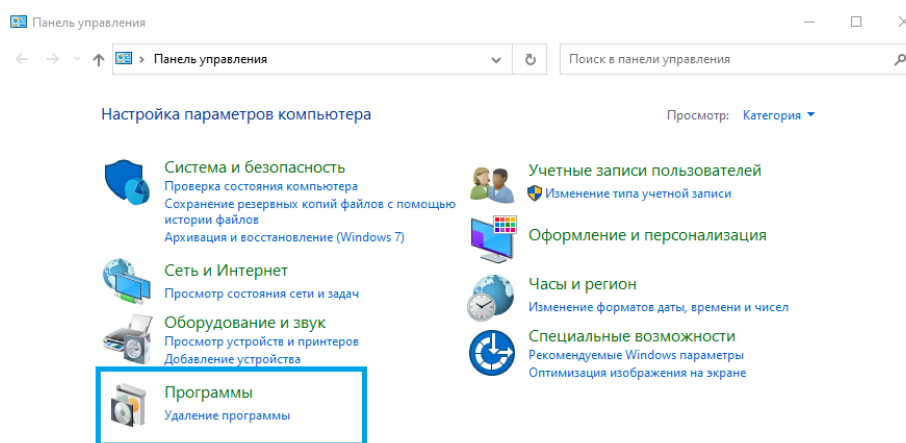 Панель управления
Панель управления
Поиск в панели управления
Настройка параметров компьютера
Просмотр: Категория
Система и безопасность
Проверка состояния компьютера
Сохранение резервных копий файлов с помощью
истории файлов
Архивация и восстановление (Windows 7)
Сеть и Интернет
Просмотр состояния сети и задач
Оборудование и звук
Просмотр устройств и принтеров
Добавление устройства
Программы
Удаление программы
Учетные записи пользователей
Изменение типа учетной записи
Оформление и персонализация
Часы и регион
Изменение форматов даты, времени и чисел
Специальные возможности
Рекомендуемые Windows параметры
Оптимизация изображения на экране